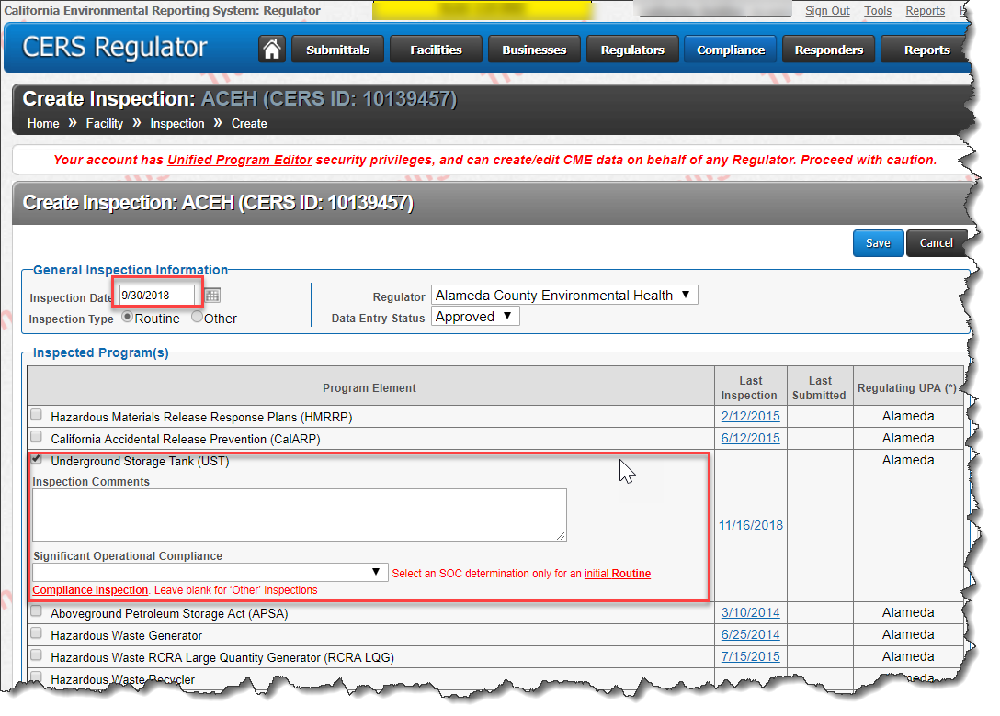 California Environmental Reporting System: Regulator Sign Out Tools Reports
CERS Regulator Submittals Facilities Businesses Regulators Compliance Responders Reports
Create Inspection: ACEH (CERS ID: 10139457)
Home » Facility » Inspection » Create
Your account has Unified Program Editor security privileges, and can create/edit CME data on behalf of any Regulator. Proceed with caution.
Create Inspection: ACEH (CERS ID: 10139457)
Save Cancel
General Inspection Information
Inspection Date 9/30/2018 Regulator Alameda County Environmental Health
Inspection Type Routine Other Data Entry Status Approved
Inspected Program(s)
Program Element Last Inspection Last Submitted Regulating UPA (*)
Hazardous Materials Release Response Plans (HMRRP) 2/12/2015 Alameda
California Accidental Release Prevention (CalARP) 6/12/2015 Alameda
Underground Storage Tank (UST) Alameda
Inspection Comments
11/16/2018
Significant Operational Compliance
Select an SOC determination only for an initial Routine
Compliance Inspection. Leave blank for 'Other' Inspections
Aboveground Petroleum Storage Act (APSA) 3/10/2014 Alameda
Hazardous Waste Generator 6/25/2014 Alameda
Hazardous Waste RCRA Large Quantity Generator (RCRA LQG) 7/15/2015 Alameda
Hazardous Waste Recycler